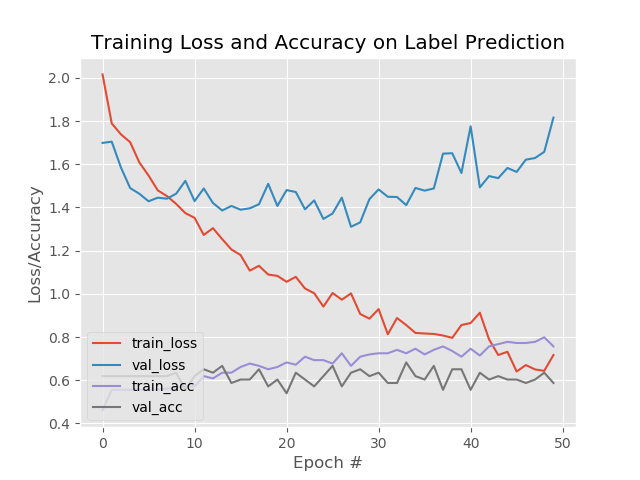 Training Loss and Accuracy on Label Prediction
2.0
1.8
1.6
1.4
1.2
1.0
0.8
0.6
0.4
Loss/Accuracy
train_loss
val_loss
train_acc
val_acc
0 10 20 30 40 50
Epoch #